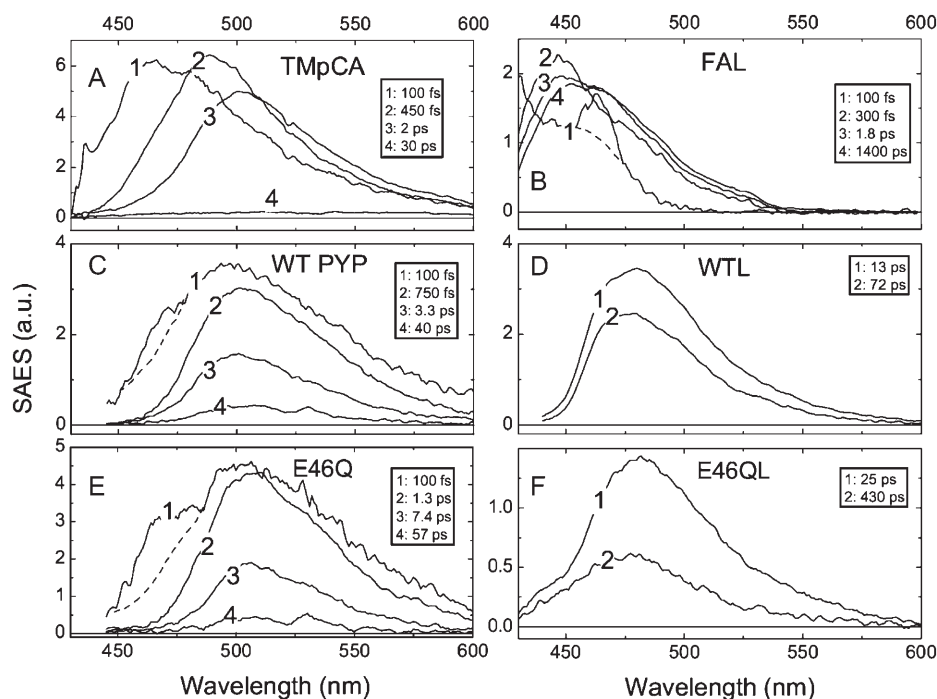 450 500 550 600
450 500 550 600
A
TMpCA
1: 100 fs
2: 450 fs
3: 2 ps
4: 30 ps
1
2
3
4
6
4
2
0
B
FAL
1: 100 fs
2: 300 fs
3: 1.8 ps
4: 1400 ps
2
3
4
1
2
1
0
C
WT PYP
1: 100 fs
2: 750 fs
3: 3.3 ps
4: 40 ps
1
2
3
4
4
2
0
D
WTL
1: 13 ps
2: 72 ps
1
2
4
2
0
E
E46Q
1: 100 fs
2: 1.3 ps
3: 7.4 ps
4: 57 ps
1
2
3
4
5
4
3
2
1
0
F
E46QL
1: 25 ps
2: 430 ps
1
2
1.0
0.5
0.0
SAES (a.u.)
450 500 550 600
450 500 550 600
Wavelength (nm)
Wavelength (nm)